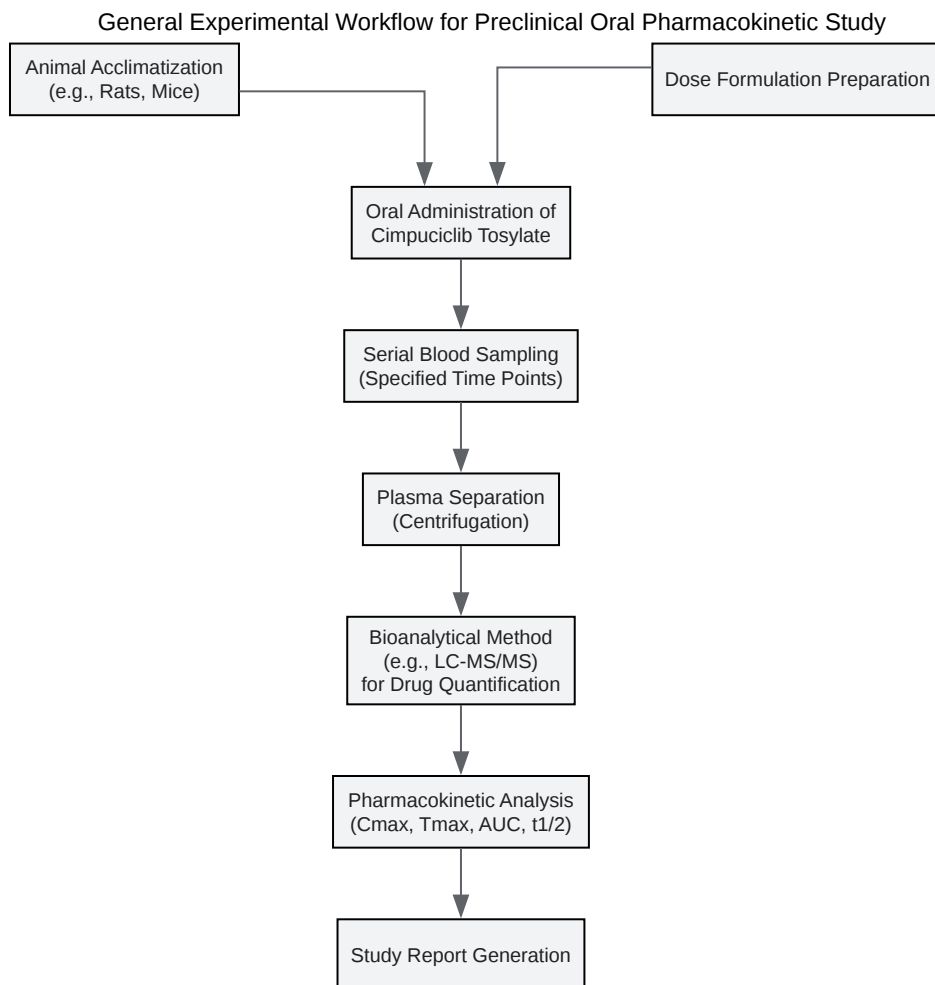 General Experimental Workflow for Preclinical Oral Pharmacokinetic Study
Animal Acclimatization
(e.g., Rats, Mice)
Dose Formulation Preparation
Oral Administration of
Cimpuciclib Tosylate
Serial Blood Sampling
(Specified Time Points)
Plasma Separation
(Centrifugation)
Bioanalytical Method
(e.g., LC-MS/MS)
for Drug Quantification
Pharmacokinetic Analysis
(Cmax, Tmax, AUC, t1/2)
Study Report Generation